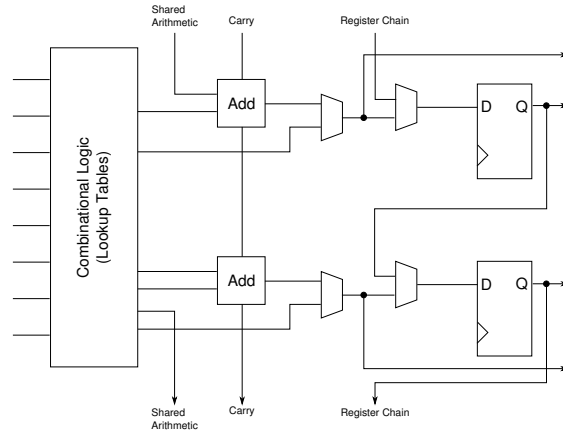 Shared
Arithmetic
Carry
Register Chain
Combinational Logic
(Lookup Tables)
Add
D Q
Add
D Q
Shared
Arithmetic
Carry
Register Chain